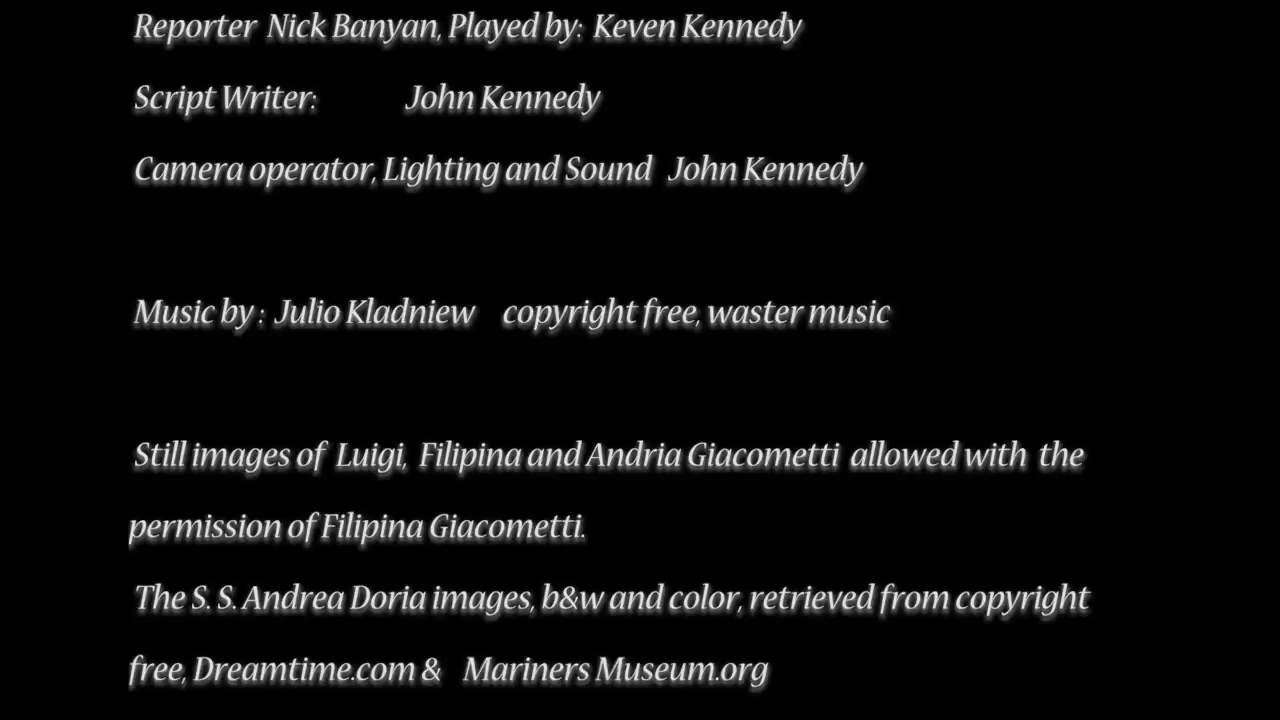 Reporter Nick Banyan, Played by: Keven Kennedy
Script Writer: John Kennedy
Camera operator, Lighting and Sound John Kennedy
Music by : Julio Kladniew copyright free, waster music
Still images of Luigi, Filipina and Andria Giacometti allowed with the
permission of Filipina Giacometti.
The S. S. Andrea Doria images, b&w and color, retrieved from copyright
free, Dreamtime.com & Mariners Museum.org